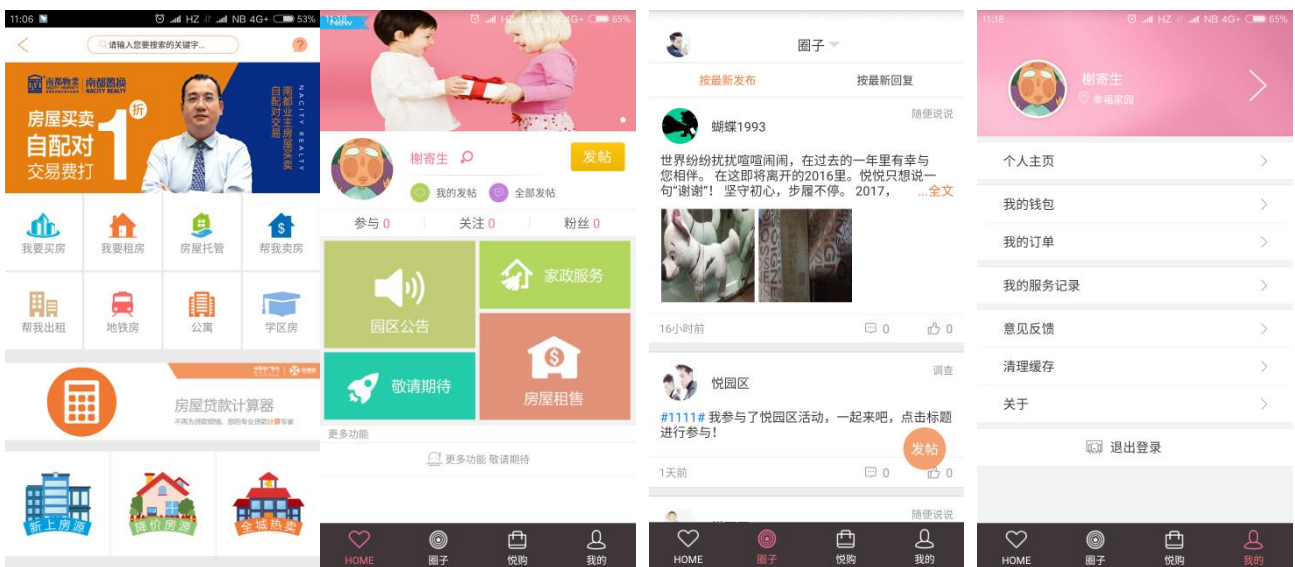 11:06
HZ
NB 4G+
53%
请输入您要搜索的关键字...
?
南都物業
南都置换
NACITY REALTY
房屋买卖
自配对
交易费打
1折
南都业主房屋买卖
自配对交易
NACITY REALTY
我要买房
我要租房
房屋托管
帮我卖房
帮我出租
地铁房
公寓
学区房
房屋贷款计算器
新上房源
降价房源
全城热卖
11:18
HZ
NB 4G+
65%
榭寄生
发帖
我的发帖
全部发帖
参与 0
关注 0
粉丝 0
园区公告
家政服务
敬请期待
房屋租售
更多功能
更多功能 敬请期待
HOME
圈子
悦购
我的
圈子
按最新发布
按最新回复
蝴蝶1993
随便说说
世界纷纷扰扰喧喧闹闹，在过去的一年里有幸与
您相伴。 在这即将离开的2016里。悦悦只想说一
句"谢谢"！ 坚守初心，步履不停。 2017， ...全文
16小时前
0
0
悦园区
调查
#1111# 我参与了悦园区活动，一起来吧，点击标题
进行参与！
发帖
1天前
0
0
随便说说
HOME
圈子
悦购
我的
11:18
HZ
NB 4G+
65%
榭寄生
幸福家园
个人主页
我的钱包
我的订单
我的服务记录
意见反馈
清理缓存
关于
退出登录
HOME
圈子
悦购
我的